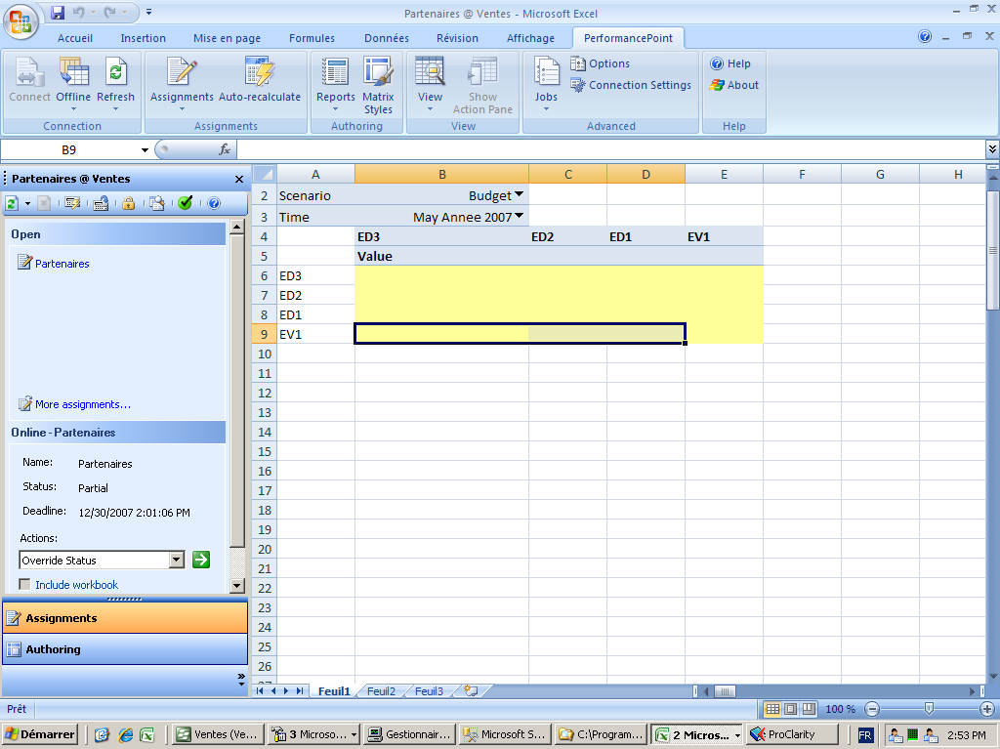 Partenaires @ Ventes - Microsoft Excel
Accueil Insertion Mise en page Formules Données Révision Affichage PerformancePoint
Connect Offline Refresh Assignments Auto-recalculate Reports Matrix Styles View Show Action Pane Jobs Options Connection Settings Help About
Connection Assignments Authoring View Advanced Help
B9 fx
Partenaires @ Ventes
Open
Partenaires
More assignments...
Online - Partenaires
Name: Partenaires
Status: Partial
Deadline: 12/30/2007 2:01:06 PM
Actions:
Override Status
Include workbook
Assignments
Authoring
A B C D E F G H
2 Scenario Budget
3 Time May Annee 2007
4 ED3 ED2 ED1 EV1
5 Value
6 ED3
7 ED2
8 ED1
9 EV1
10
11
12
13
14
15
16
17
18
19
20
21
22
23
24
25
26
27
Feuil1 Feuil2 Feuil3
Prêt 100 %
Démarrer Ventes (Ve... 3 Microso... Gestionnair... Microsoft S... C:\Program... 2 Micros... ProClarity FR 2:53 PM